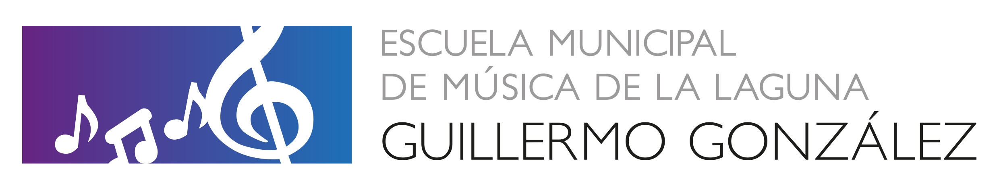 ESCUELA MUNICIPAL
DE MÚSICA DE LA LAGUNA
GUILLERMO GONZÁLEZ